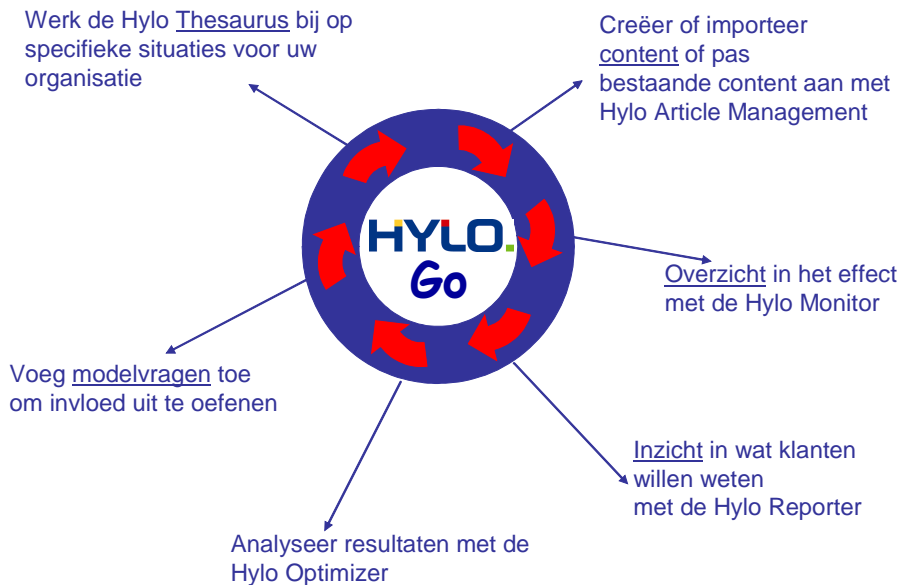 Werk de Hylo Thesaurus bij op
specifieke situaties voor uw
organisatie
Creëer of importeer
content of pas
bestaande content aan met
Hylo Article Management
HYLO.
Go
Overzicht in het effect
met de Hylo Monitor
Voeg modelvragen toe
om invloed uit te oefenen
Inzicht in wat klanten
willen weten
met de Hylo Reporter
Analyseer resultaten met de
Hylo Optimizer